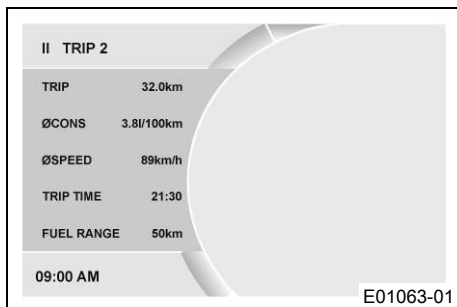 II TRIP 2
TRIP 32.0km
ØCONS 3.8l/100km
ØSPEED 89km/h
TRIP TIME 21:30
FUEL RANGE 50km
09:00 AM
E01063-01